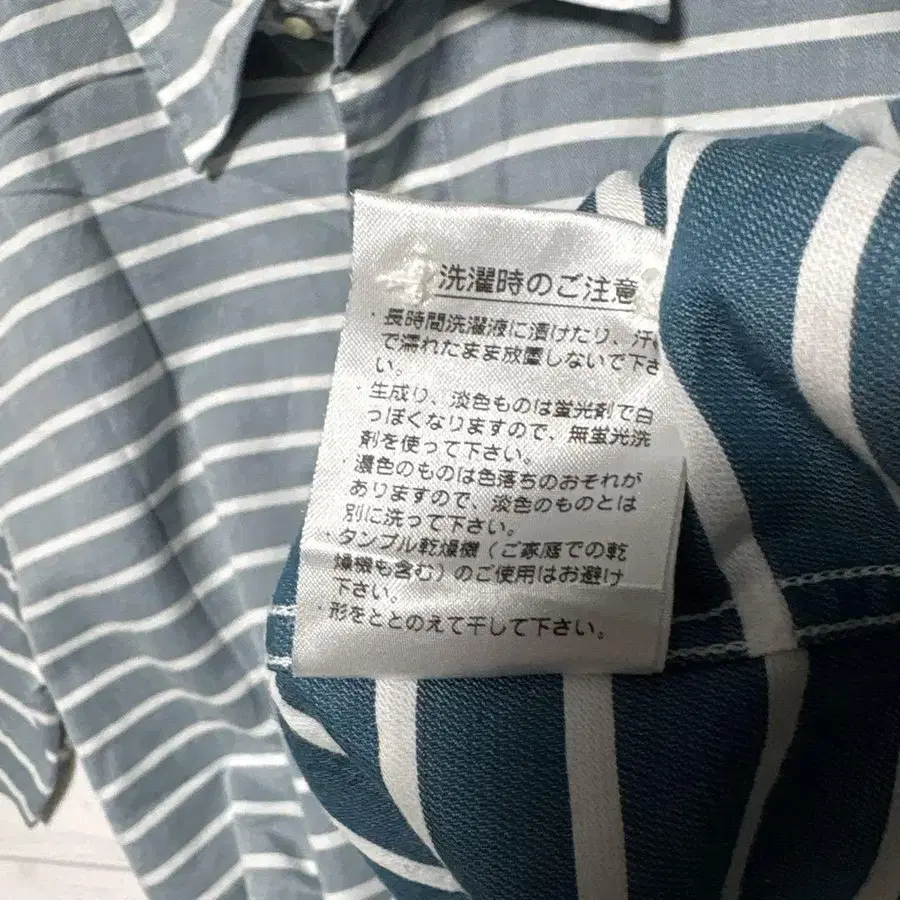 洗濯時のご注意
・長時間洗濯液に漬けたり、汗
で濡れたまま放置しないで下さ
い。
・生成り、淡色ものは蛍光剤で白
っぽくなりますので、無蛍光洗
剤を使って下さい。
・濃色のものは色落ちのおそれが
ありますので、淡色のものとは
別に洗って下さい。
・タンブル乾燥機（ご家庭での乾
燥機も含む）のご使用はお避け
下さい。
・形をととのえて干して下さい。